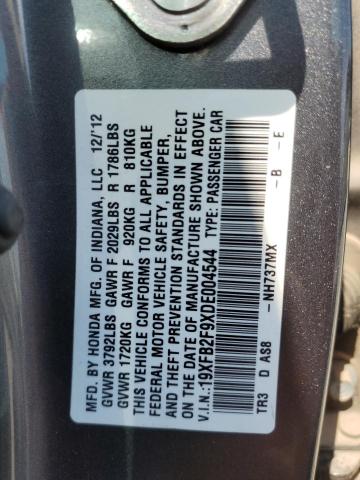 MFD. BY HONDA MFG. OF INDIANA, LLC 12/'12
GVWR 3792LBS GAWR F 2029LBS R 1786LBS
GVWR 1720KG GAWR F 920KG R 810KG
THIS VEHICLE CONFORMS TO ALL APPLICABLE
FEDERAL MOTOR VEHICLE SAFETY, BUMPER, AND
THEFT PREVENTION STANDARDS IN EFFECT
ON THE DATE OF MANUFACTURE SHOWN ABOVE.
V.I.N.:19XFB2F9XDE004544 TYPE: PASSENGER CAR
NH737MX - B - E
TR3 D AS8